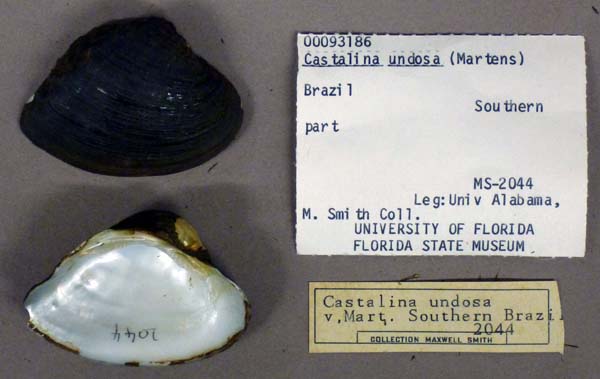 00093186
Castalina undosa (Martens)
Brazil
Southern
part
MS-2044
Leg:Univ Alabama,
M. Smith Coll.
UNIVERSITY OF FLORIDA
FLORIDA STATE MUSEUM
2044
Castalina undosa
v,Mart. Southern Brazi
2044
COLLECTION MAXWELL SMITH